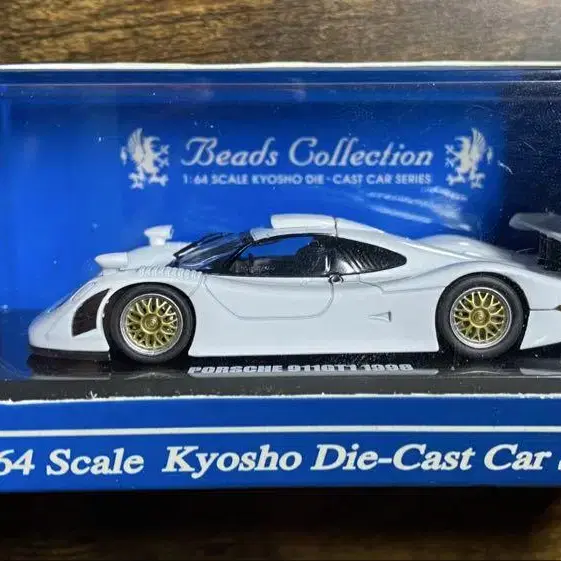 Beads Collection
1:64 SCALE KYOSHO DIE-CAST CAR SERIES
PORSCHE 911GT1 1998
64 Scale Kyosho Die-Cast Car